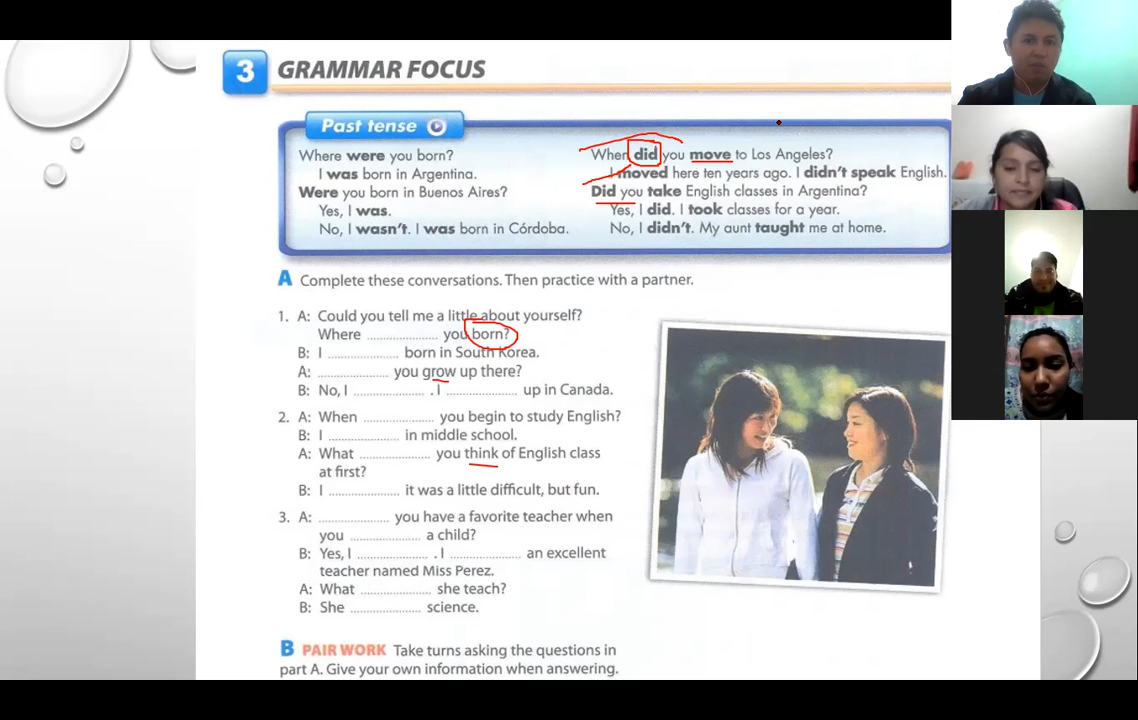 3 GRAMMAR FOCUS
Past tense
Where were you born?
I was born in Argentina.
Were you born in Buenos Aires?
Yes, I was.
No, I wasn't. I was born in Córdoba.
When did you move to Los Angeles?
I moved here ten years ago. I didn't speak English.
Did you take English classes in Argentina?
Yes, I did. I took classes for a year.
No, I didn't. My aunt taught me at home.
A Complete these conversations. Then practice with a partner.
1. A: Could you tell me a little about yourself?
Where .................... you born?
B: I .................... born in South Korea.
A: .................... you grow up there?
B: No, I .................... . I .................... up in Canada.
2. A: When .................... you begin to study English?
B: I .................... in middle school.
A: What .................... you think of English class
at first?
B: I .................... it was a little difficult, but fun.
3. A: .................... you have a favorite teacher when
you .................... a child?
B: Yes, I .................... . I .................... an excellent
teacher named Miss Perez.
A: What .................... she teach?
B: She .................... science.
B PAIR WORK Take turns asking the questions in
part A. Give your own information when answering.